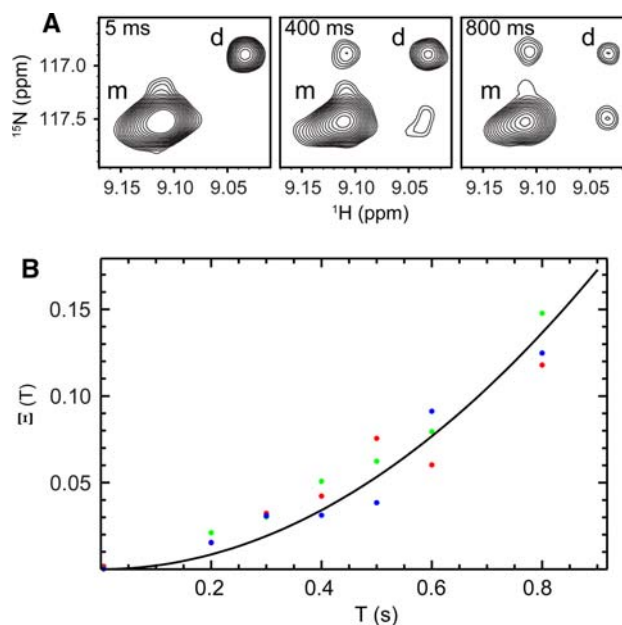 A
5 ms
d
m
400 ms
d
m
800 ms
d
m
117.0
117.5
¹⁵N (ppm)
9.15 9.10 9.05
9.15 9.10 9.05
9.15 9.10 9.05
¹H (ppm)
B
0.15
0.10
0.05
Ξ (T)
0.2 0.4 0.6 0.8
T (s)